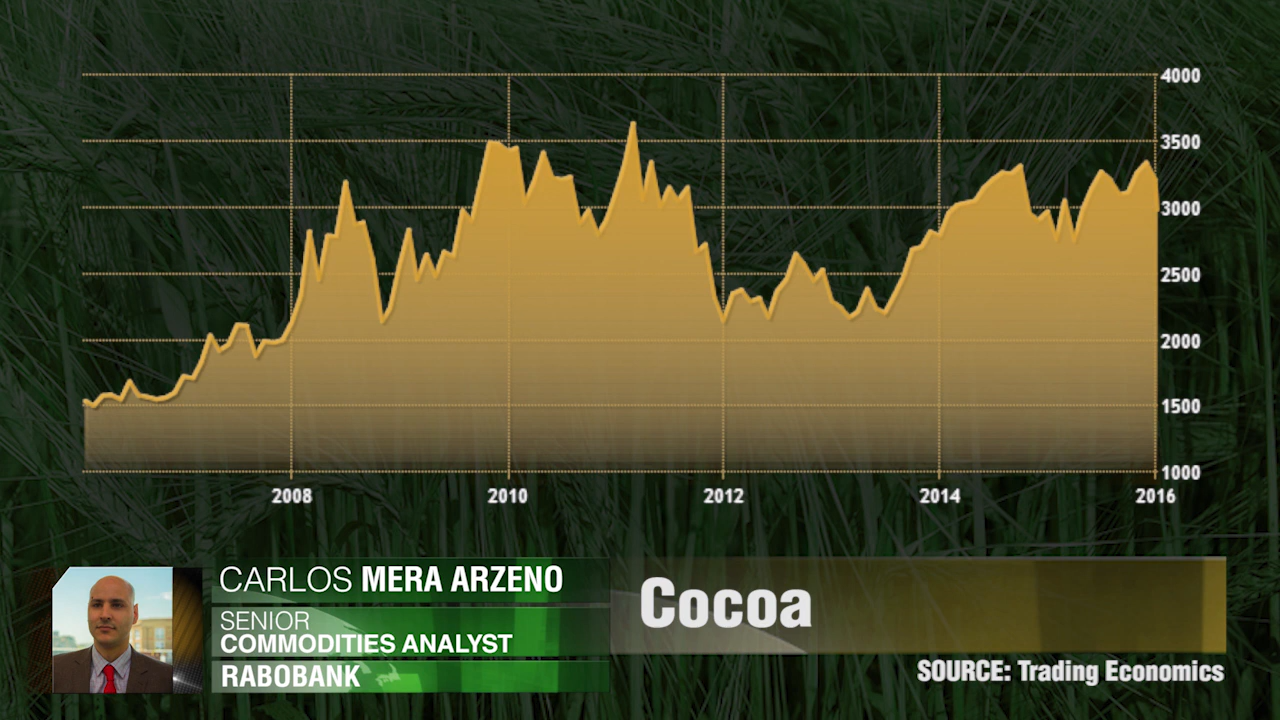 4000
3500
3000
2500
2000
1500
1000
2008 2010 2012 2014 2016
CARLOS MERA ARZENO
SENIOR
COMMODITIES ANALYST
RABOBANK
Cocoa
SOURCE: Trading Economics